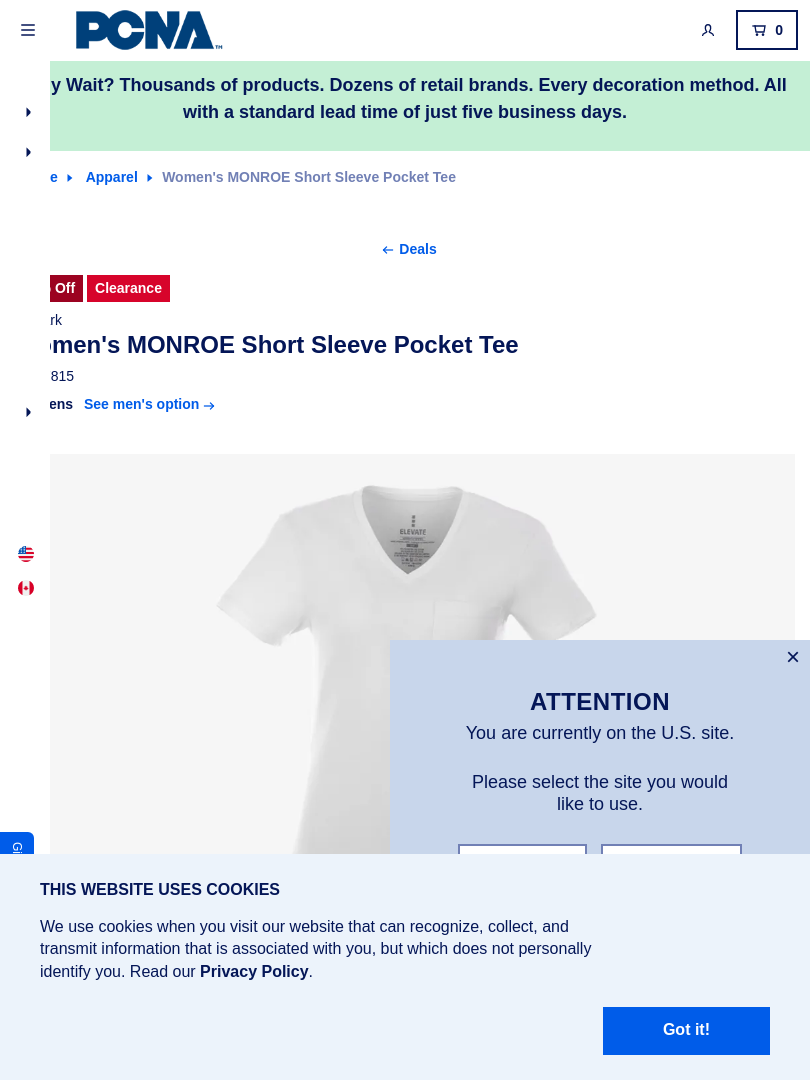 PCNA
0
y Wait? Thousands of products. Dozens of retail brands. Every decoration method. All
with a standard lead time of just five business days.
e Apparel Women's MONROE Short Sleeve Pocket Tee
← Deals
Off Clearance
rk
omen's MONROE Short Sleeve Pocket Tee
815
ens See men's option →
ELEVATE
ATTENTION
You are currently on the U.S. site.
Please select the site you would
like to use.
THIS WEBSITE USES COOKIES
We use cookies when you visit our website that can recognize, collect, and
transmit information that is associated with you, but which does not personally
identify you. Read our Privacy Policy.
Got it!